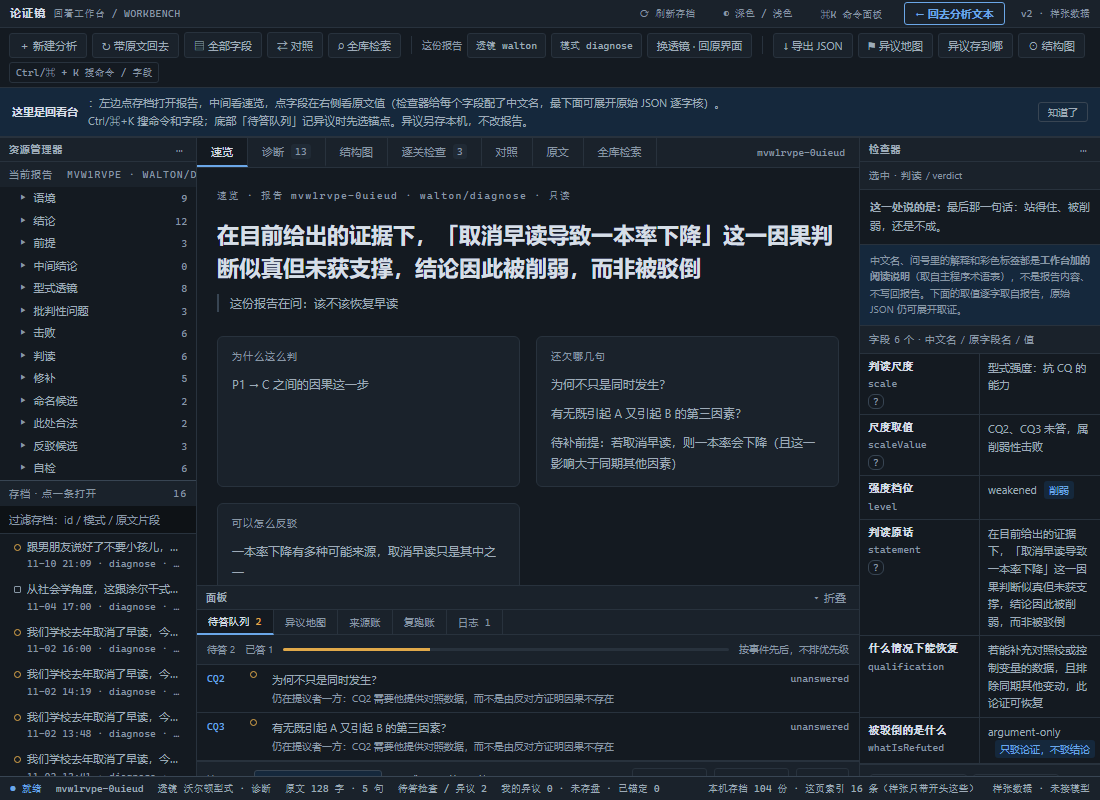 论证镜 回看工作台 / WORKBENCH
⟳ 刷新存档 ◐ 深色 / 浅色 ⌘K 命令面板 ←回去分析文本 v2 · 样张数据
+ 新建分析 ↻ 带原文回去 ▤ 全部字段 ⇄ 对照 ⌕全库检索 这份报告 透镜 walton 模式 diagnose 换透镜 · 回原界面 ↓导出 JSON ⚑异议地图 异议存到哪 ⊙ 结构图
Ctrl/⌘ + K 搜命令 / 字段
这里是回看台
：左边点存档打开报告，中间看速览，点字段在右侧看原文值（检查器给每个字段配了中文名，是下面可展开原始 JSON 逐字核）。
Ctrl/⌘+K 搜命令和字段；底部「待答队列」记异议时先选锚点。异议另存本机，不改报告。
知道了
资源管理器 …
当前报告 MVW1RVPE · WALTON/D
▸ 语境 9
▸ 结论 12
▸ 前提 3
▸ 中间结论 0
▸ 型式透镜 8
▸ 批判性问题 3
▸ 击败 6
▸ 判读 6
▸ 修补 5
▸ 命名候选 2
▸ 此处合法 2
▸ 反驳候选 3
▸ 自检 6
存档 · 点一条打开 16
过滤存档：id / 模式 / 原文片段
跟男朋友说好了不要小孩儿，…
11-10 21:09 · diagnose · …
从社会学角度，这跟涂尔干式…
11-04 17:00 · diagnose · …
我们学校去年取消了早读，今…
11-02 16:00 · diagnose · …
我们学校去年取消了早读，今…
11-02 14:19 · diagnose · …
我们学校去年取消了早读，今…
11-02 13:48 · diagnose · …
我们学校去年取消了早读，今…
速览 诊断 13 结构图 逐关检查 3 对照 原文 全库检索 mvw1rvpe-0uieud
速览 · 报告 mvw1rvpe-0uieud · walton/diagnose · 只读
在目前给出的证据下，「取消早读导致一本率下降」这一因果判
断似真但未获支撑，结论因此被削弱，而非被驳倒
这份报告在问：该不该恢复早读
为什么这么判
P1 → C 之间的因果这一步
还欠哪几句
为何不只是同时发生？
有无既引起 A 又引起 B 的第三因素？
待补前提：若取消早读，则一本率会下降（且这一
影响大于同期其他因素）
可以怎么反驳
一本率下降有多种可能来源，取消早读只是其中之
一
面板 折叠
待答队列 2 异议地图 来源账 复跑账 日志 1
待答 2 已答 1 按事件先后，不排优先级
CQ2 为何不只是同时发生？ unanswered
仍在提议者一方：CQ2 需要他提供对照数据，而不是由反对方证明因果不存在
CQ3 有无既引起 A 又引起 B 的第三因素？ unanswered
仍在提议者一方：CQ2 需要他提供对照数据，而不是由反对方证明因果不存在
检查器 …
选中 · 判读 / verdict
这一处说的是：最后那一句话：站得住、被削
弱，还是不成。
中文名、问号里的解释和彩色标签都是工作台加的
阅读说明（取自主程序术语表），不是报告内容、
不写回报告。下面的取值逐字取自报告，原始
JSON 仍可展开取证。
字段 6 个 · 中文名 / 原字段名 / 值
判读尺度
scale
?
型式强度：抗 CQ 的
能力
尺度取值
scaleValue
?
CQ2、CQ3 未答，属
削弱性击败
强度档位
level
weakened 削弱
判读原话
statement
?
在目前给出的证据
下，「取消早读导致
一本率下降」这一因
果判断似真但未获支
撑，结论因此被削
弱，而非被驳倒
什么情况下能恢复
qualification
若能补充对照校或控
制变量的数据，且排
除同期其他变动，此
论证可恢复
被驳倒的是什么
whatIsRefuted
argument-only
只驳论证，不驳结论
● 就绪 mvw1rvpe-0uieud 透镜 沃尔顿型式 · 诊断 原文 128 字 · 5 句 待答检查 / 异议 2 我的异议 0 · 未存盘 · 已锚定 0 本机存档 104 份 · 这页索引 16 条（样张只带开头这些） 样张数据 · 未接模型